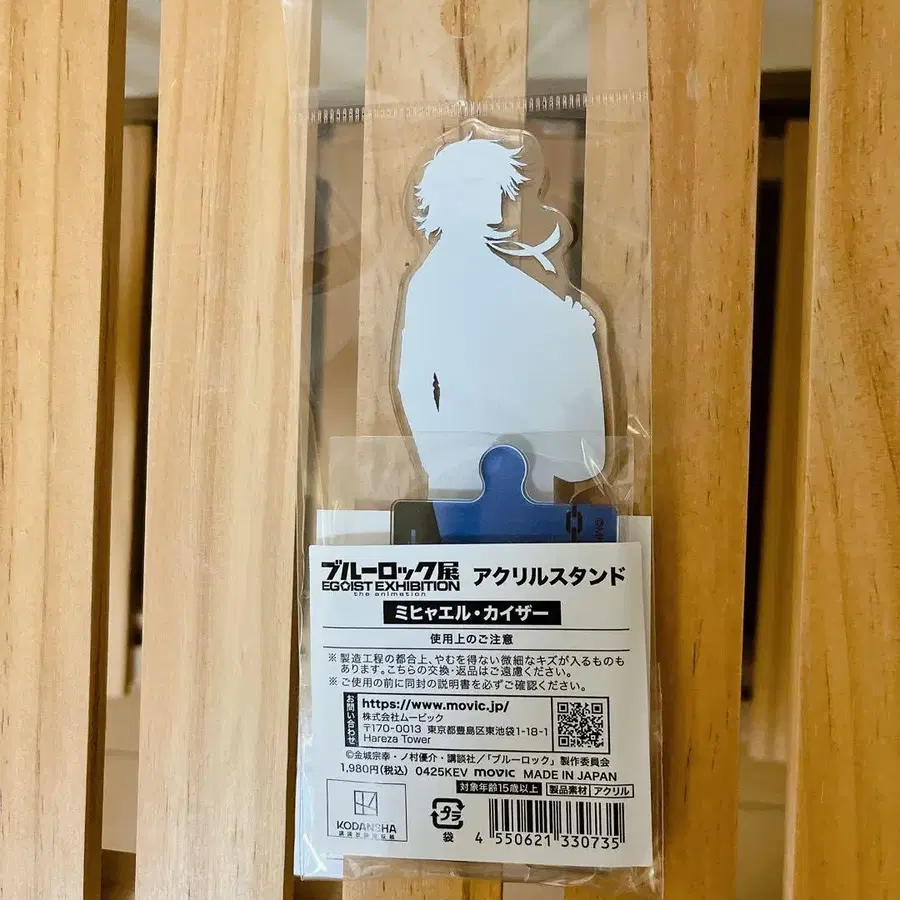 ブルーロック展
EGOIST EXHIBITION
the animation
アクリルスタンド
ミヒャエル・カイザー
使用上のご注意
※製造工程の都合上、やむを得ない微細なキズが入るものも
あります。こちらの交換・返品はご遠慮ください。
※ご使用の前に同封の説明書を必ずご確認ください。
お問い合わせ
https://www.movic.jp/
株式会社ムービック
〒170-0013 東京都豊島区東池袋1-18-1
Hareza Tower
©金城宗幸・ノ村優介・講談社/「ブルーロック」製作委員会
1,980円(税込) 0425KEV movic MADE IN JAPAN
対象年齢15歳以上 製品素材 アクリル
KODANSHA
プラ
袋
4 550621 330735